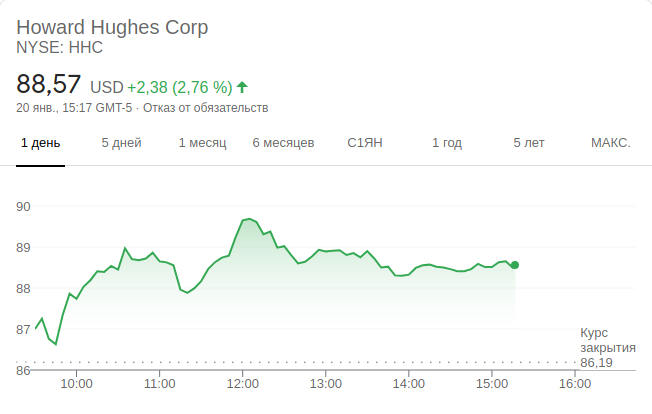 Howard Hughes Corp
NYSE: HHC
88,57 USD +2,38 (2,76 %)
20 янв., 15:17 GMT-5 · Отказ от обязательств
1 день 5 дней 1 месяц 6 месяцев С1ЯН 1 год 5 лет МАКС.
90
89
88
87
86
Курс
закрытия
86,19
10:00 11:00 12:00 13:00 14:00 15:00 16:00